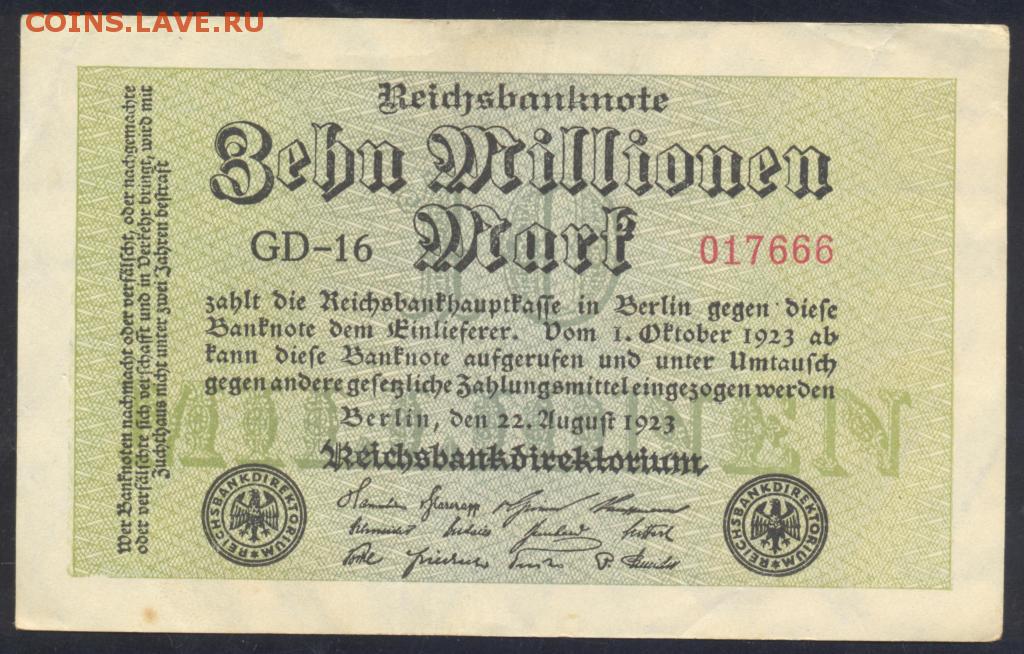 COINS.LAVE.RU
Reichsbanknote
Zehn Millionen
Mark
GD-16
017666
zahlt die Reichsbankhauptkasse in Berlin gegen diese
Banknote dem Einlieferer. Vom 1. Oktober 1923 ab
kann diese Banknote aufgerufen und unter Umtausch
gegen andere gesetzliche Zahlungsmittel eingezogen werden
Berlin, den 22. August 1923
Reichsbankdirektorium
Wer Banknoten nachmacht oder verfälscht, oder nachgemachte
oder verfälschte sich verschafft und in Verkehr bringt, wird mit
Zuchthaus nicht unter zwei Jahren bestraft
REICHSBANKDIREKTORIUM
REICHSBANKDIREKTORIUM